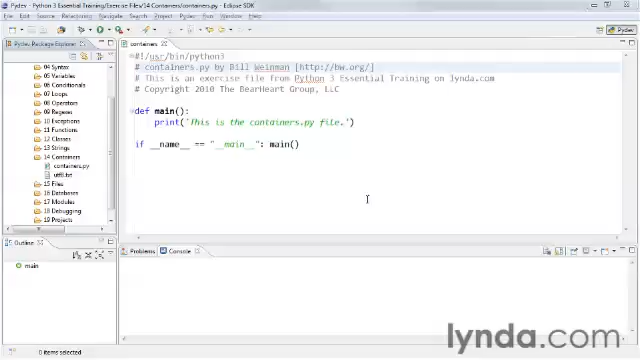 Pydev - Python 3 Essential Training/Exercise Files/14 Containers/containers.py - Eclipse SDK
File Edit Source Refactoring Navigate Search Project Pydev Run Window Help
Pydev
Pydev Package Explorer
04 Syntax
05 Variables
06 Conditionals
07 Loops
08 Operators
09 Regexes
10 Exceptions
11 Functions
12 Classes
13 Strings
14 Containers
containers.py
utf8.txt
15 Files
16 Databases
17 Modules
18 Debugging
19 Projects
Outline
main
containers
#!/usr/bin/python3
# containers.py by Bill Weinman [http://bw.org/]
# This is an exercise file from Python 3 Essential Training on lynda.com
# Copyright 2010 The BearHeart Group, LLC
def main():
print('This is the containers.py file.')
if __name__ == "__main__": main()
Problems Console
0 items selected
lynda.com